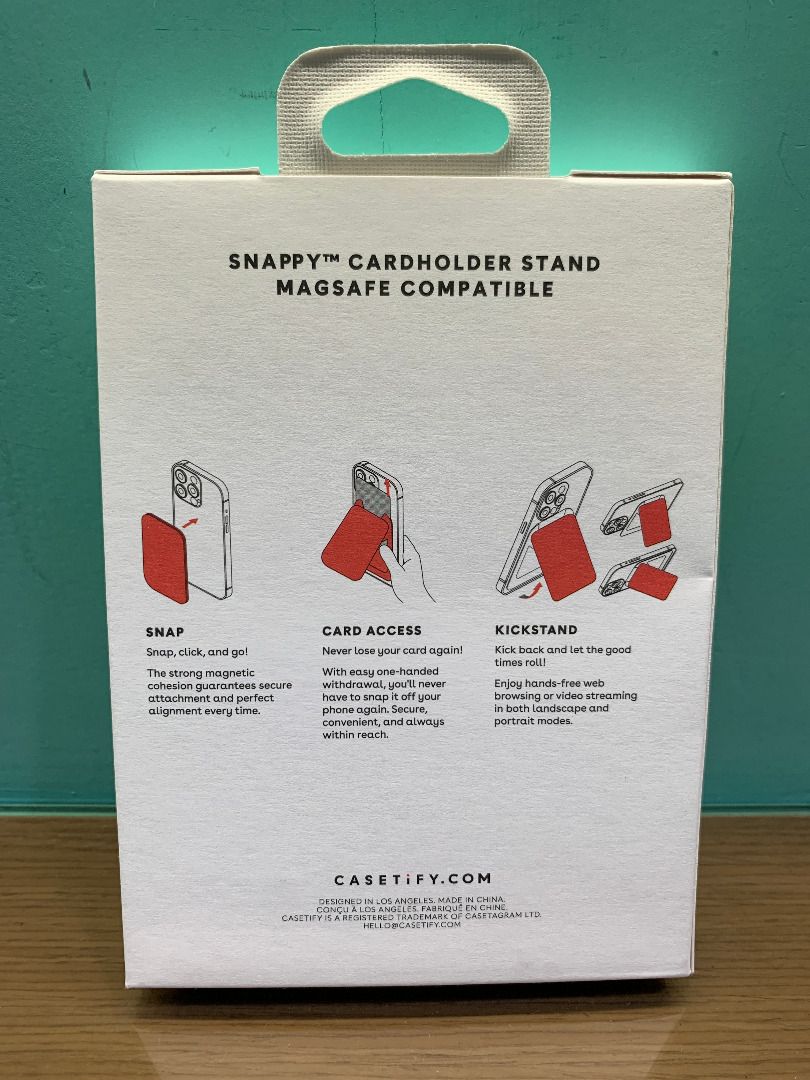 SNAPPY™ CARDHOLDER STAND
MAGSAFE COMPATIBLE
SNAP
Snap, click, and go!
The strong magnetic
cohesion guarantees secure
attachment and perfect
alignment every time.
CARD ACCESS
Never lose your card again!
With easy one-handed
withdrawal, you'll never
have to snap it off your
phone again. Secure,
convenient, and always
within reach.
KICKSTAND
Kick back and let the good
times roll!
Enjoy hands-free web
browsing or video streaming
in both landscape and
portrait modes.
CASETiFY.COM
DESIGNED IN LOS ANGELES. MADE IN CHINA.
CONÇU À LOS ANGELES. FABRIQUÉ EN CHINE.
CASETIFY IS A REGISTERED TRADEMARK OF CASETAGRAM LTD.
HELLO@CASETIFY.COM